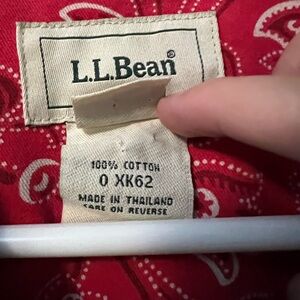 L.L.Bean®
100% COTTON
0 XK62
MADE IN THAILAND
CARE ON REVERSE